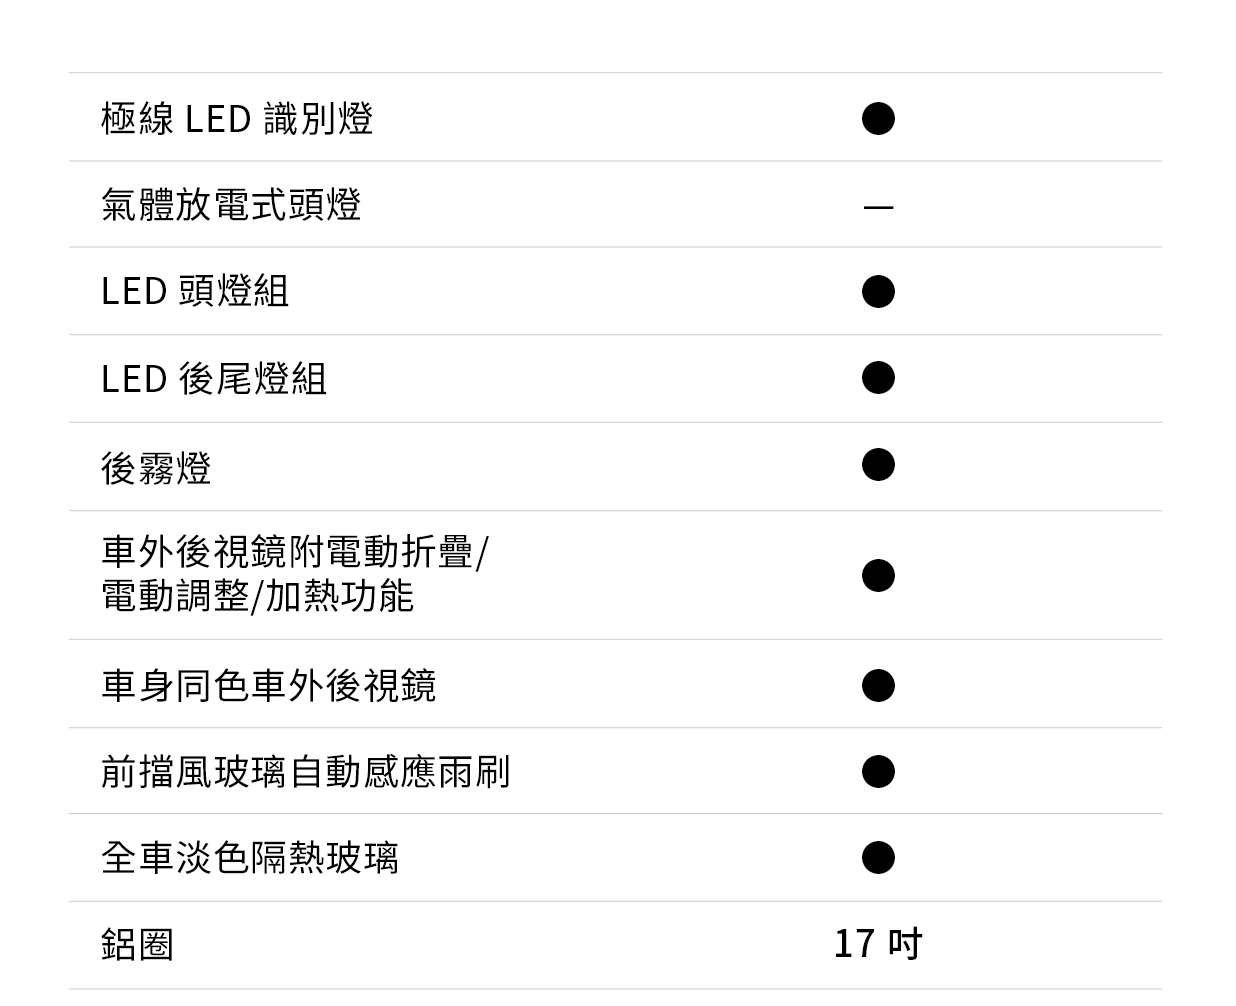 極線 LED 識別燈 ●
氣體放電式頭燈 —
LED 頭燈組 ●
LED 後尾燈組 ●
後霧燈 ●
車外後視鏡附電動折疊/
電動調整/加熱功能 ●
車身同色車外後視鏡 ●
前擋風玻璃自動感應雨刷 ●
全車淡色隔熱玻璃 ●
鋁圈 17 吋